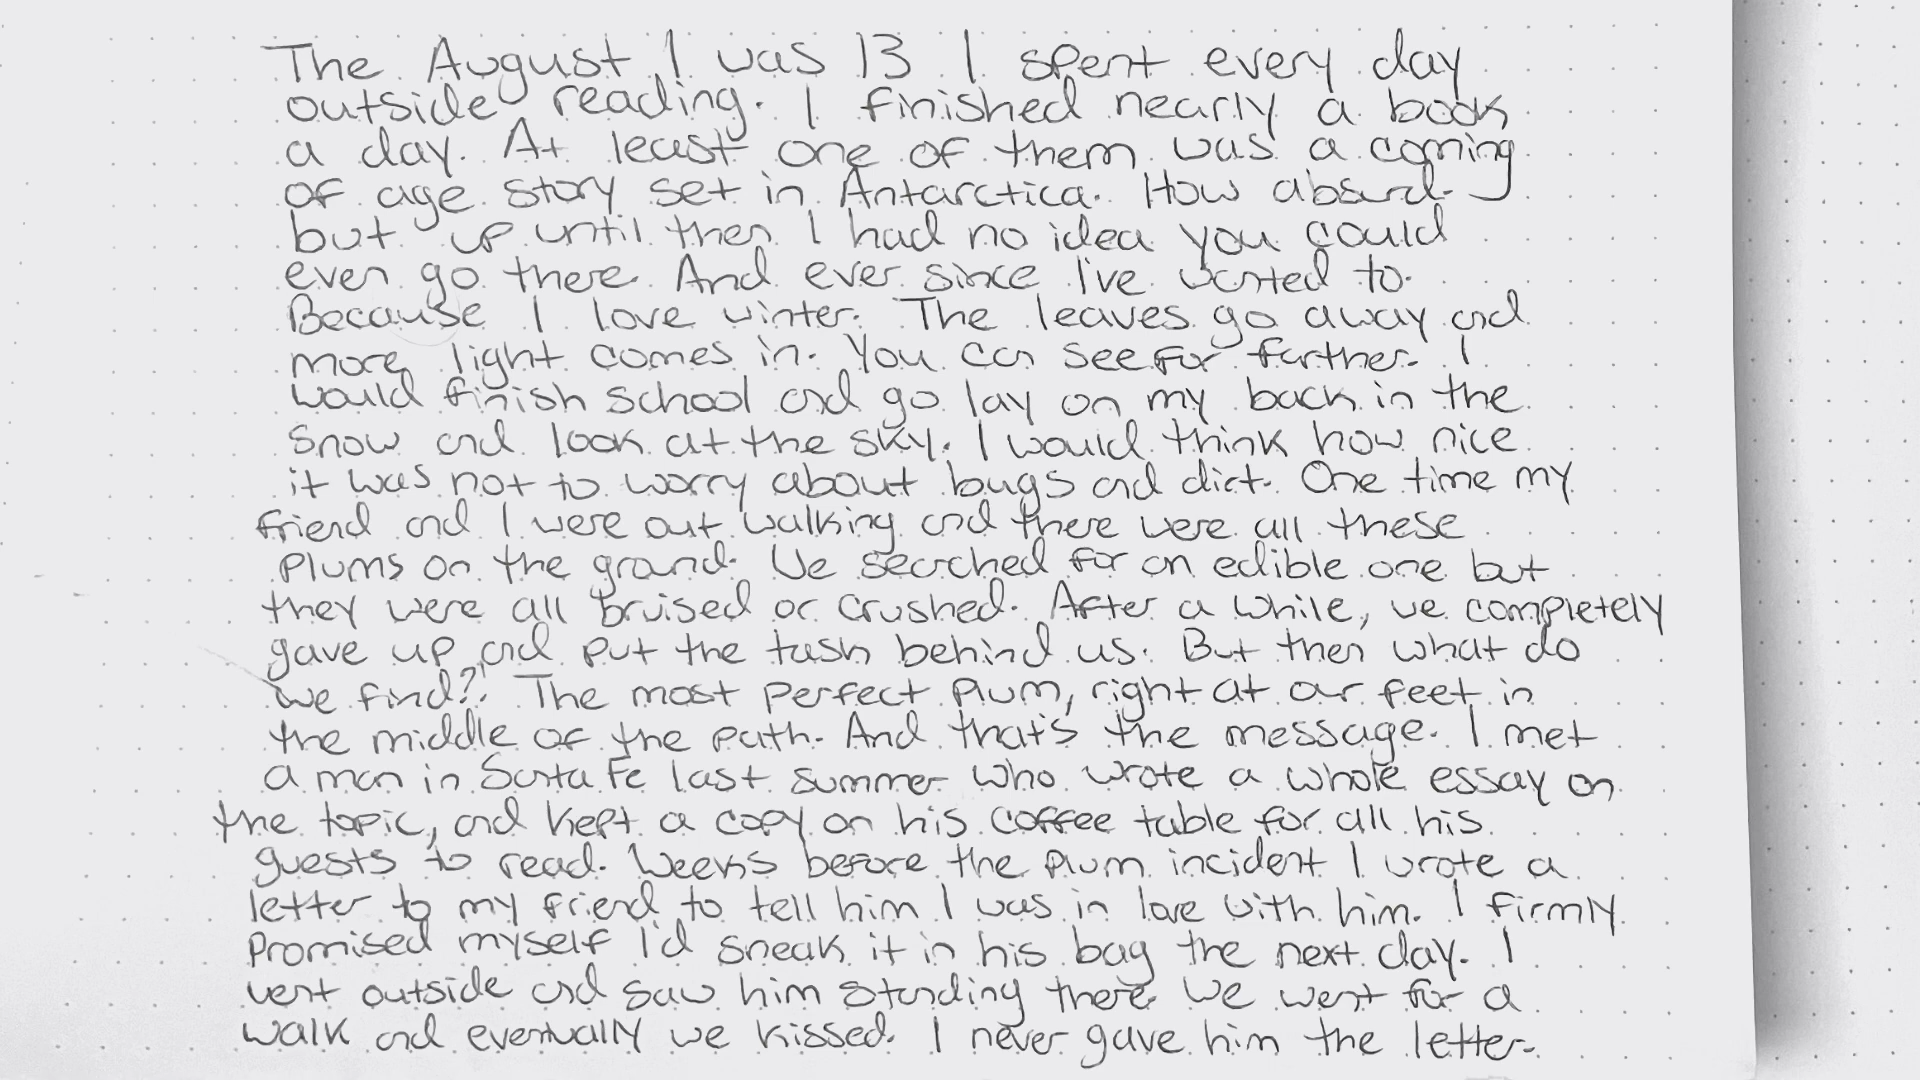 The August I was 13 I spent every day
outside reading. I finished nearly a book
a day. At least one of them was a coming
of age story set in Antarctica. How absurd.
but up until then I had no idea you could
even go there. And ever since I've wanted to.
Because I love winter. The leaves go away and
more light comes in. You can see far further. I
would finish school and go lay on my back in the
snow and look at the sky. I would think how nice
it was not to worry about bugs and dirt. One time my
friend and I were out walking and there were all these
plums on the ground. We searched for an edible one but
they were all bruised or crushed. After a while, we completely
gave up and put the task behind us. But then what do
we find?! The most perfect plum, right at our feet in
the middle of the path. And that's the message. I met
a man in Santa Fe last summer who wrote a whole essay on
the topic, and kept a copy on his coffee table for all his
guests to read. Weeks before the plum incident I wrote a
letter to my friend to tell him I was in love with him. I firmly
promised myself I'd sneak it in his bag the next day. I
went outside and saw him standing there. We went for a
walk and eventually we kissed. I never gave him the letter.